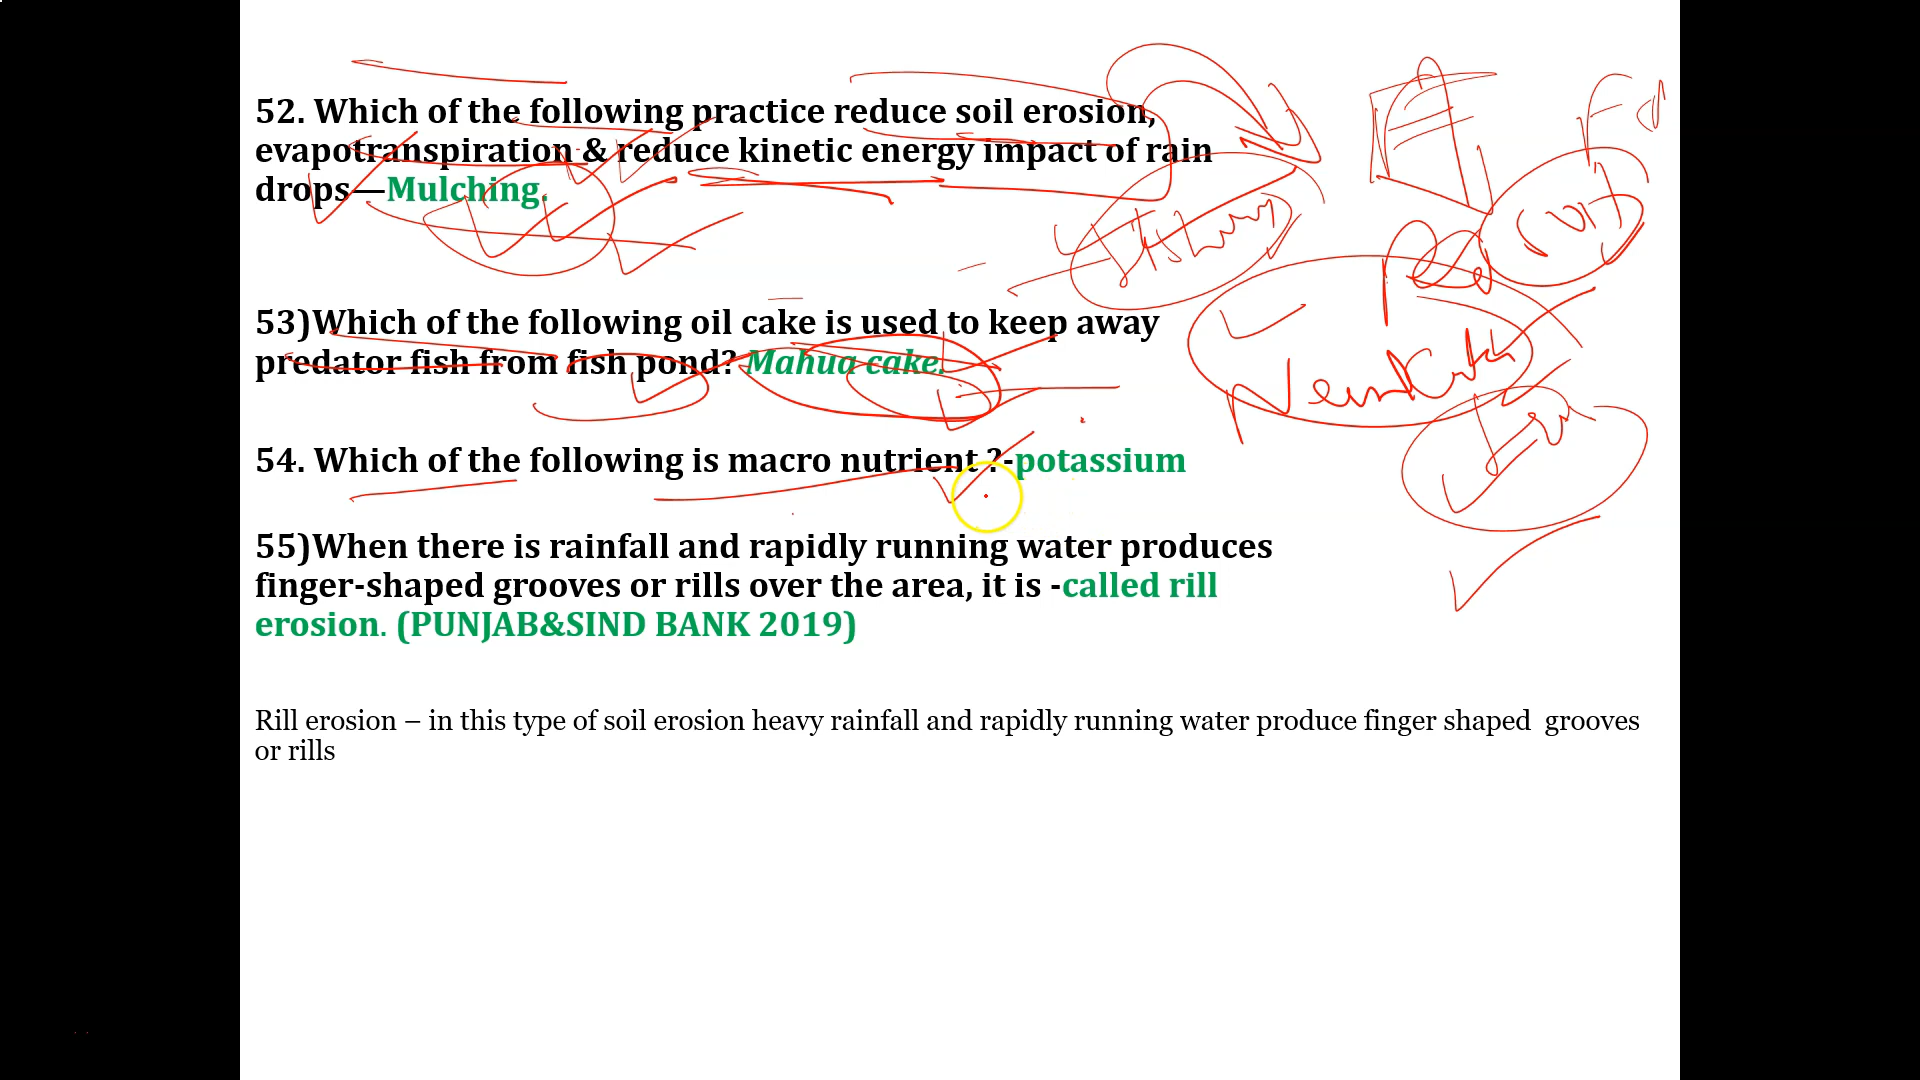 52. Which of the following practice reduce soil erosion,
evapotranspiration & reduce kinetic energy impact of rain
drops—Mulching.
53)Which of the following oil cake is used to keep away
predator fish from fish pond? Mahua cake.
54. Which of the following is macro nutrient ?-potassium
55)When there is rainfall and rapidly running water produces
finger-shaped grooves or rills over the area, it is -called rill
erosion. (PUNJAB&SIND BANK 2019)
Rill erosion – in this type of soil erosion heavy rainfall and rapidly running water produce finger shaped grooves
or rills